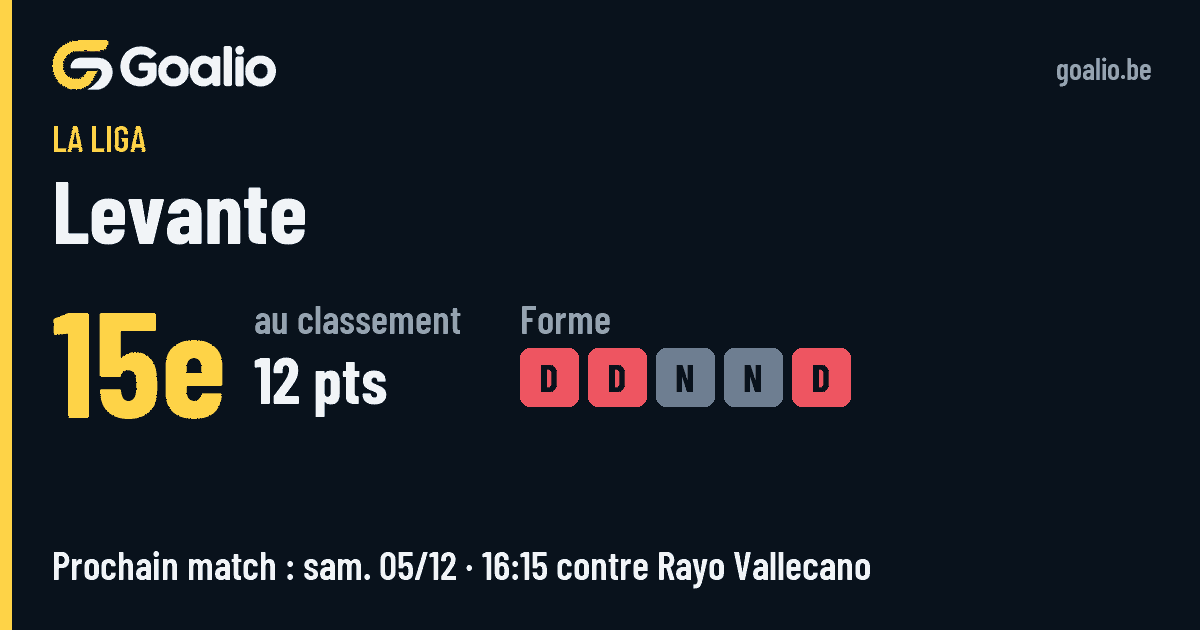 Goalio
goalio.be
LA LIGA
Levante
15e
au classement
12 pts
Forme
D D N N D
Prochain match : sam. 05/12 · 16:15 contre Rayo Vallecano